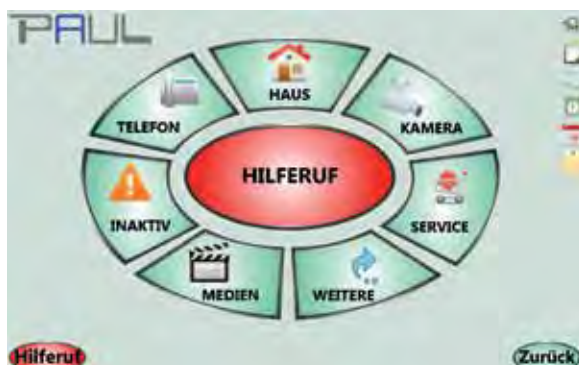 PAUL
HAUS
TELEFON
KAMERA
HILFERUF
INAKTIV
SERVICE
MEDIEN
WEITERE
Hilferuf
Zurück